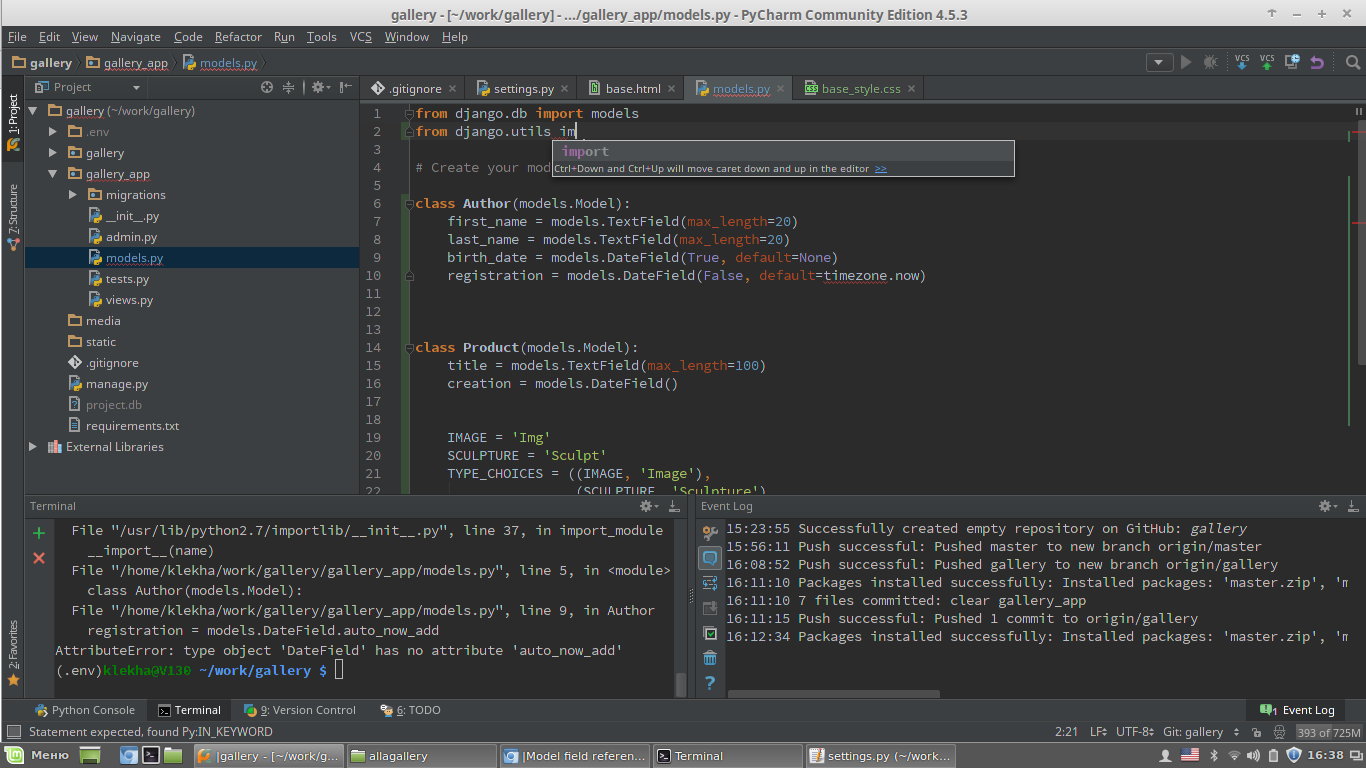 gallery - [~/work/gallery] - .../gallery_app/models.py - PyCharm Community Edition 4.5.3
File Edit View Navigate Code Refactor Run Tools VCS Window Help
gallery gallery_app models.py
VCS VCS
1: Project
7: Structure
2: Favorites
Project
gallery (~/work/gallery)
.env
gallery
gallery_app
migrations
__init__.py
admin.py
models.py
tests.py
views.py
media
static
.gitignore
manage.py
project.db
requirements.txt
External Libraries
.gitignore settings.py base.html models.py base_style.css
1 from django.db import models
2 from django.utils im
import
Ctrl+Down and Ctrl+Up will move caret down and up in the editor >>
3
4 # Create your mod
5
6 class Author(models.Model):
7 first_name = models.TextField(max_length=20)
8 last_name = models.TextField(max_length=20)
9 birth_date = models.DateField(True, default=None)
10 registration = models.DateField(False, default=timezone.now)
11
12
13
14 class Product(models.Model):
15 title = models.TextField(max_length=100)
16 creation = models.DateField()
17
18
19 IMAGE = 'Img'
20 SCULPTURE = 'Sculpt'
21 TYPE_CHOICES = ((IMAGE, 'Image'),
22 (SCULPTURE, 'Sculpture')
Terminal
File "/usr/lib/python2.7/importlib/__init__.py", line 37, in import_module
__import__(name)
File "/home/klekha/work/gallery/gallery_app/models.py", line 5, in <module>
class Author(models.Model):
File "/home/klekha/work/gallery/gallery_app/models.py", line 9, in Author
registration = models.DateField.auto_now_add
AttributeError: type object 'DateField' has no attribute 'auto_now_add'
(.env)klekha@V130 ~/work/gallery $
Event Log
15:23:55 Successfully created empty repository on GitHub: gallery
15:56:11 Push successful: Pushed master to new branch origin/master
16:08:52 Push successful: Pushed gallery to new branch origin/gallery
16:11:10 Packages installed successfully: Installed packages: 'master.zip', 'm
16:11:10 7 files committed: clear gallery_app
16:11:15 Push successful: Pushed 1 commit to origin/gallery
16:12:34 Packages installed successfully: Installed packages: 'master.zip', 'm
Python Console Terminal 9: Version Control 6: TODO 1 Event Log
Statement expected, found Py:IN_KEYWORD 2:21 LF UTF-8 Git: gallery 393 of 725M
Меню |gallery - [~/work/g... allagallery |Model field referen... Terminal settings.py (~/work... 16:38